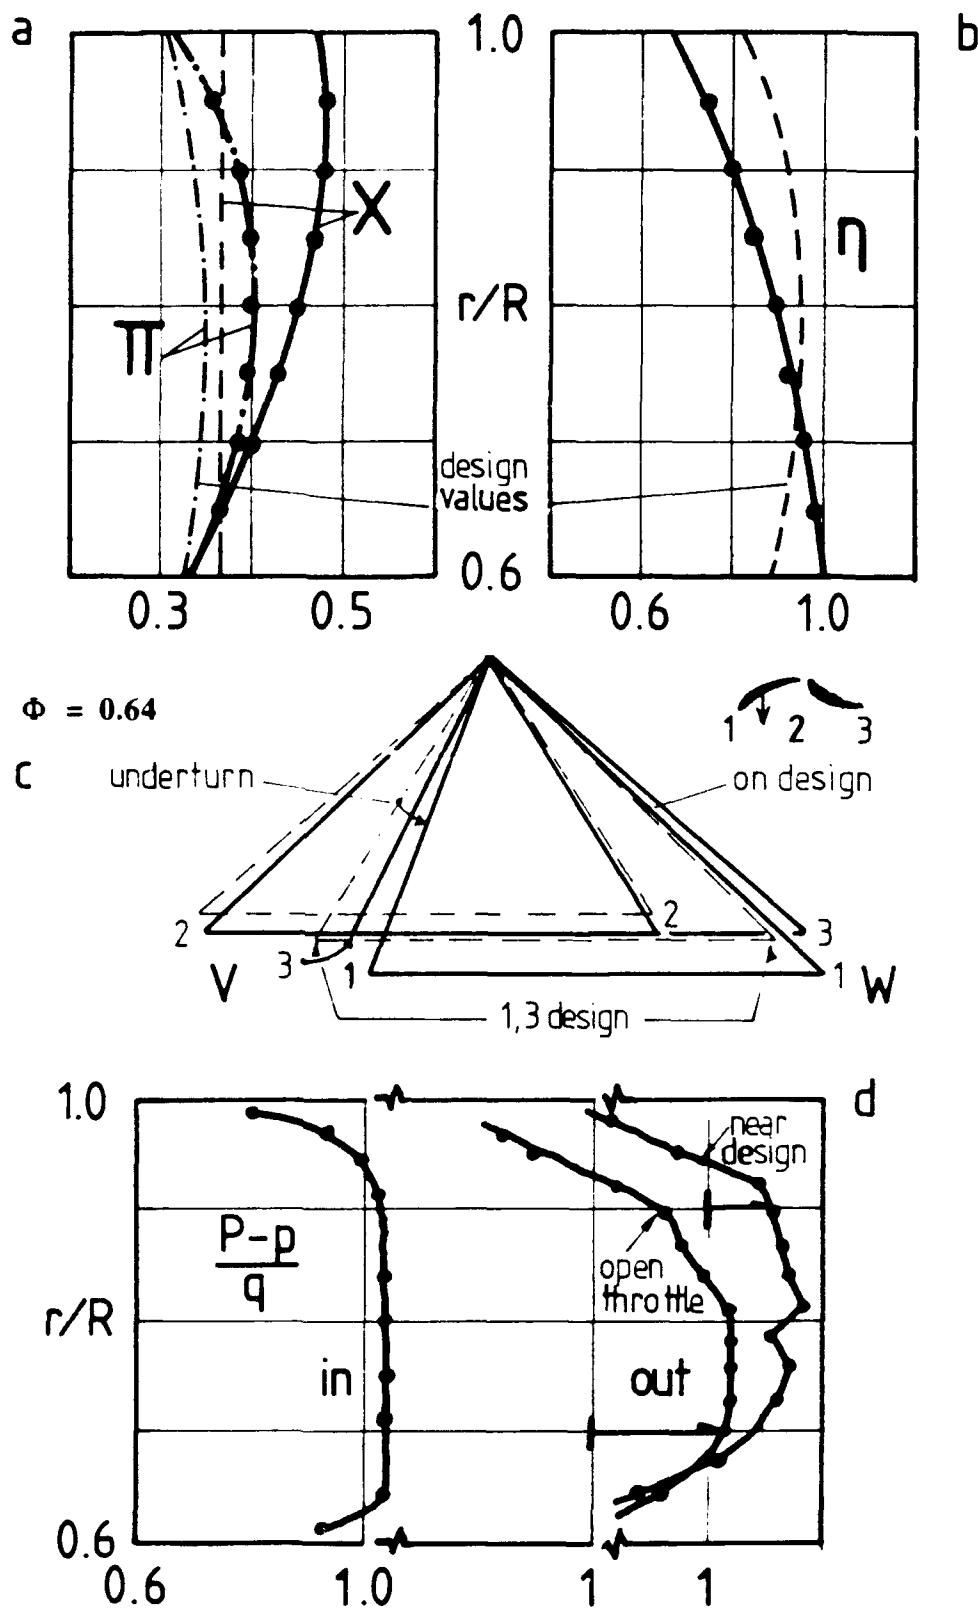 a
1.0
b
X
η
r/R
Π
design
values
0.6
0.3
0.5
0.6
1.0
Φ = 0.64
1
2
3
c
underturn
on design
2
2
3
V
3
1
1
W
1,3 design
1.0
d
near
design
P-p
q
open
throttle
r/R
in
out
0.6
0.6
1.0
1
1